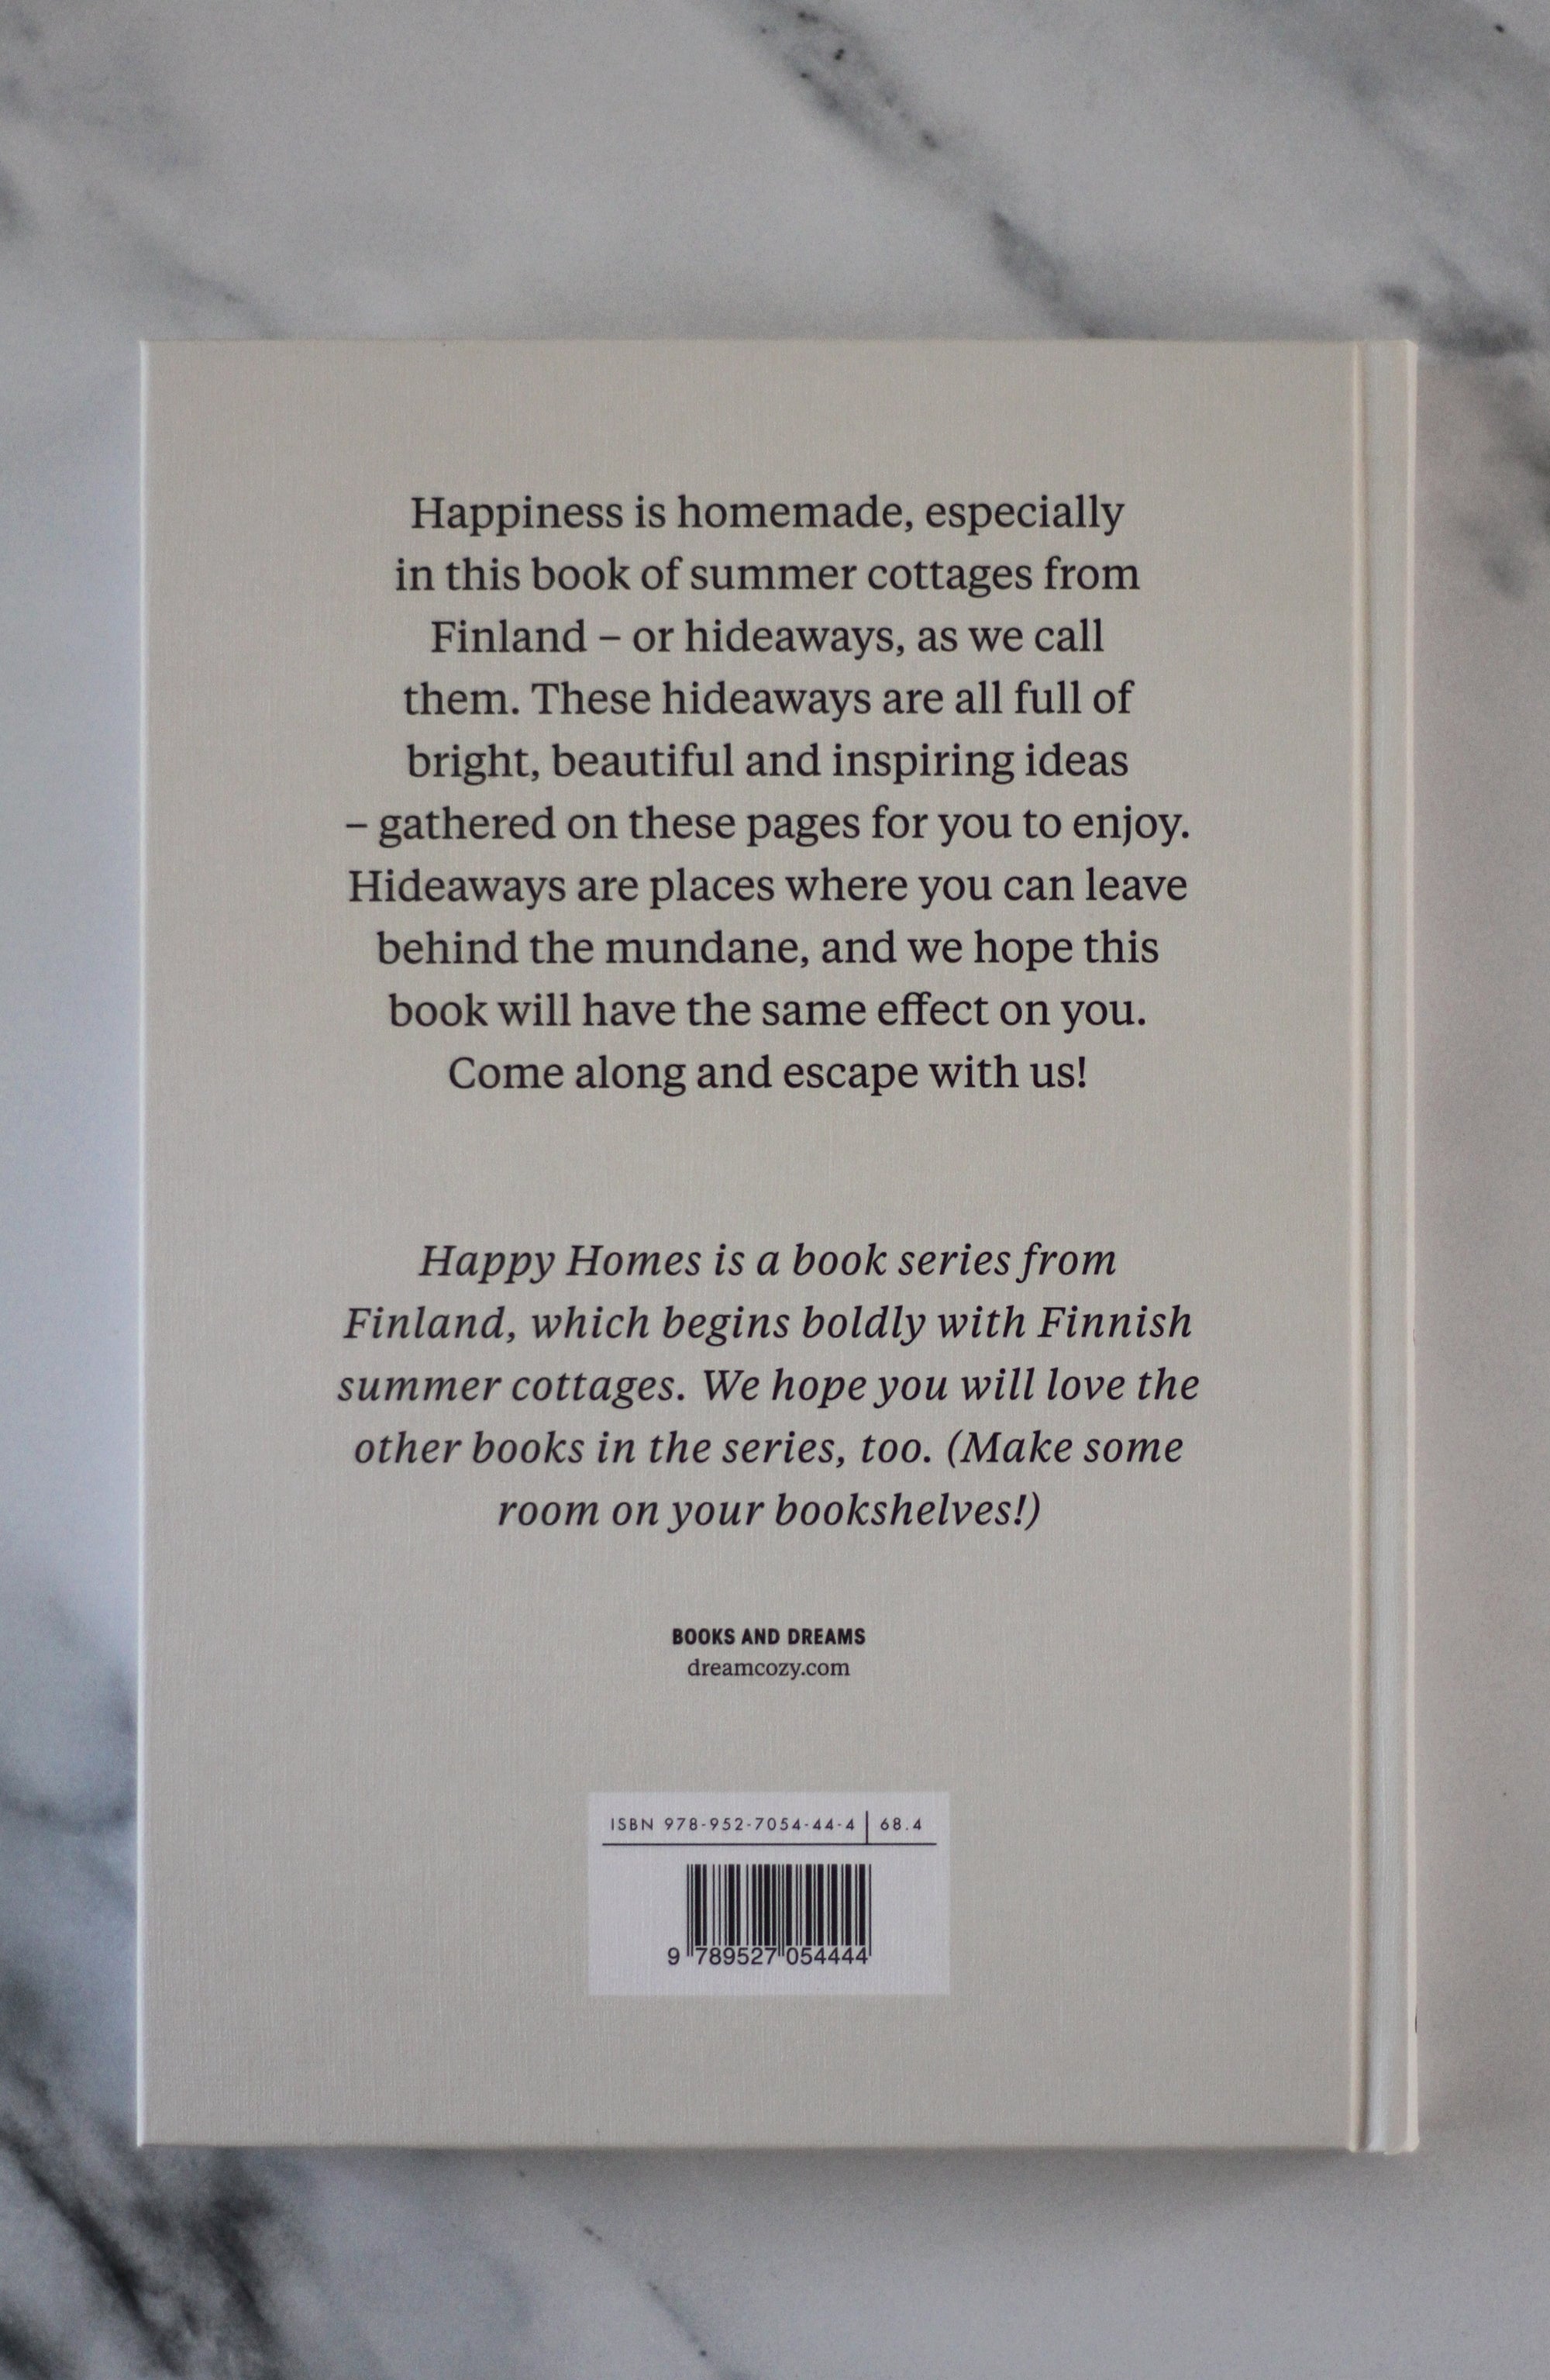 Happiness is homemade, especially
in this book of summer cottages from
Finland – or hideaways, as we call
them. These hideaways are all full of
bright, beautiful and inspiring ideas
– gathered on these pages for you to enjoy.
Hideaways are places where you can leave
behind the mundane, and we hope this
book will have the same effect on you.
Come along and escape with us!
Happy Homes is a book series from
Finland, which begins boldly with Finnish
summer cottages. We hope you will love the
other books in the series, too. (Make some
room on your bookshelves!)
BOOKS AND DREAMS
dreamcozy.com
ISBN 978-952-7054-44-4 | 68.4
9 789527 054444